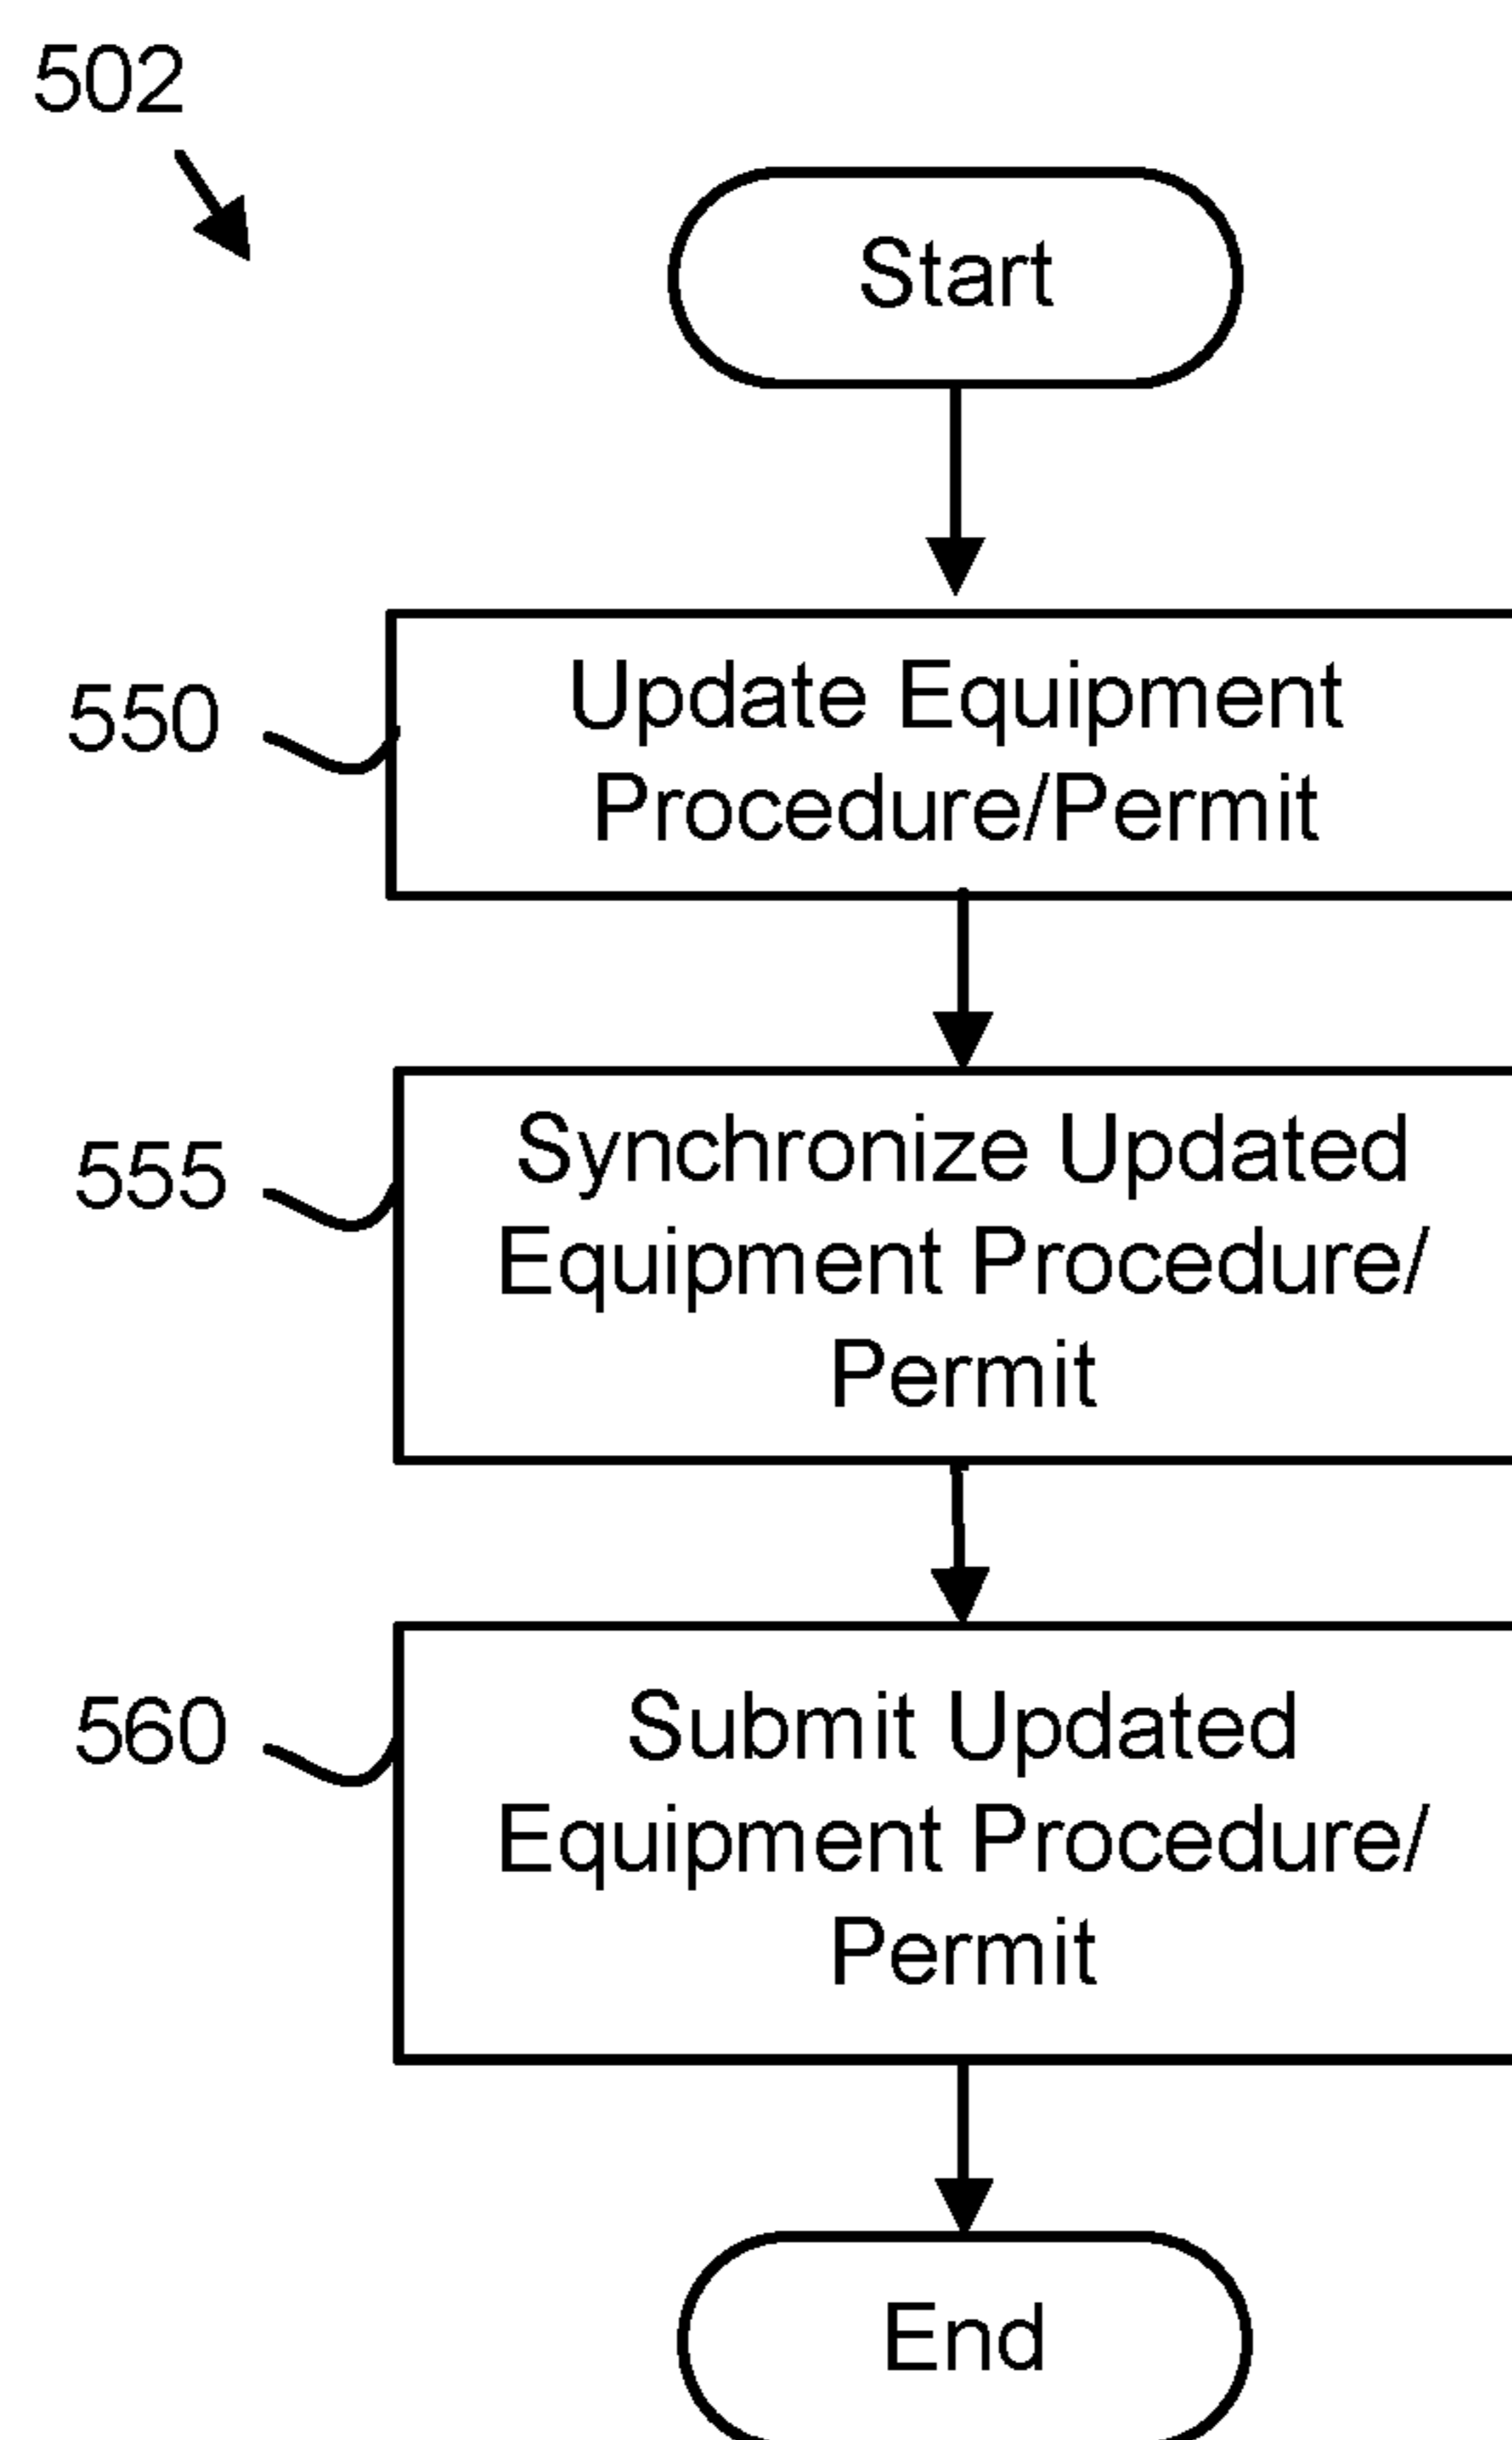 502
Start
550
Update Equipment
Procedure/Permit
555
Synchronize Updated
Equipment Procedure/
Permit
560
Submit Updated
Equipment Procedure/
Permit
End